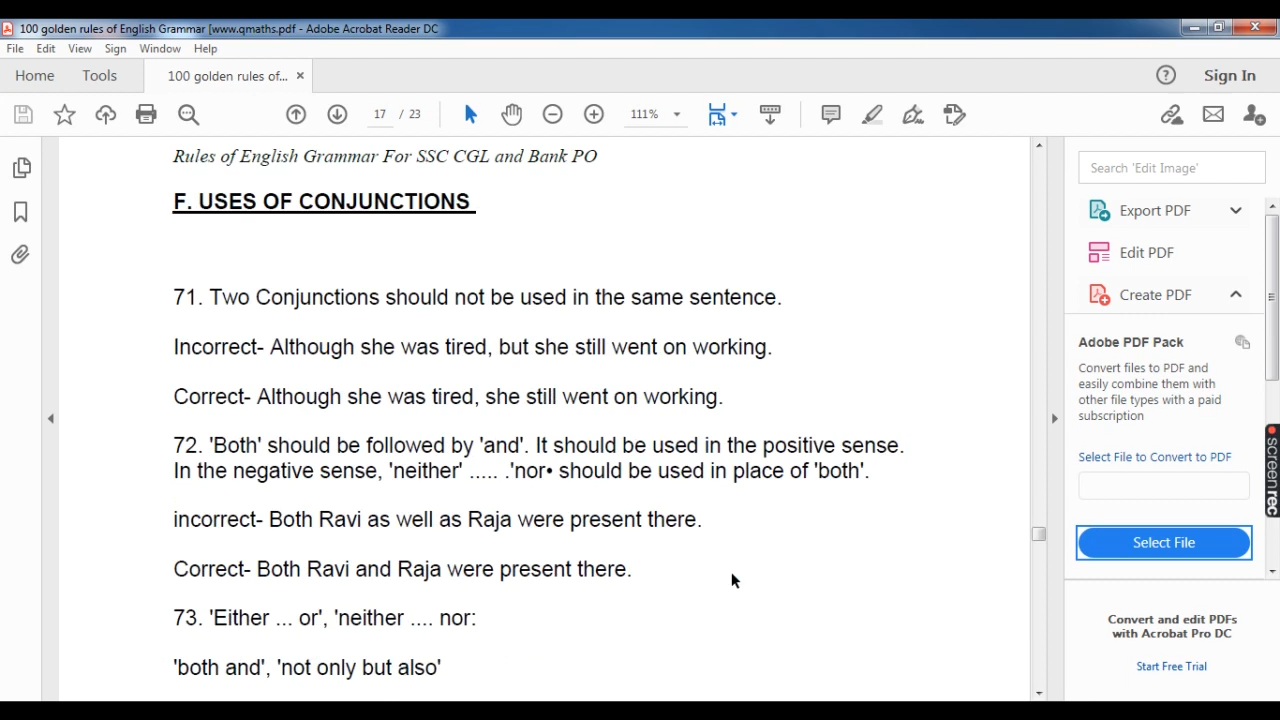 100 golden rules of English Grammar [www.qmaths.pdf - Adobe Acrobat Reader DC
File Edit View Sign Window Help
Home Tools 100 golden rules of... × Sign In
17 / 23 111%
Rules of English Grammar For SSC CGL and Bank PO
F. USES OF CONJUNCTIONS
71. Two Conjunctions should not be used in the same sentence.
Incorrect- Although she was tired, but she still went on working.
Correct- Although she was tired, she still went on working.
72. 'Both' should be followed by 'and'. It should be used in the positive sense.
In the negative sense, 'neither' ..... .'nor• should be used in place of 'both'.
incorrect- Both Ravi as well as Raja were present there.
Correct- Both Ravi and Raja were present there.
73. 'Either ... or', 'neither .... nor:
'both and', 'not only but also'
Search 'Edit Image'
Export PDF
Edit PDF
Create PDF
Adobe PDF Pack
Convert files to PDF and
easily combine them with
other file types with a paid
subscription
Select File to Convert to PDF
Select File
Convert and edit PDFs
with Acrobat Pro DC
Start Free Trial
screenrec